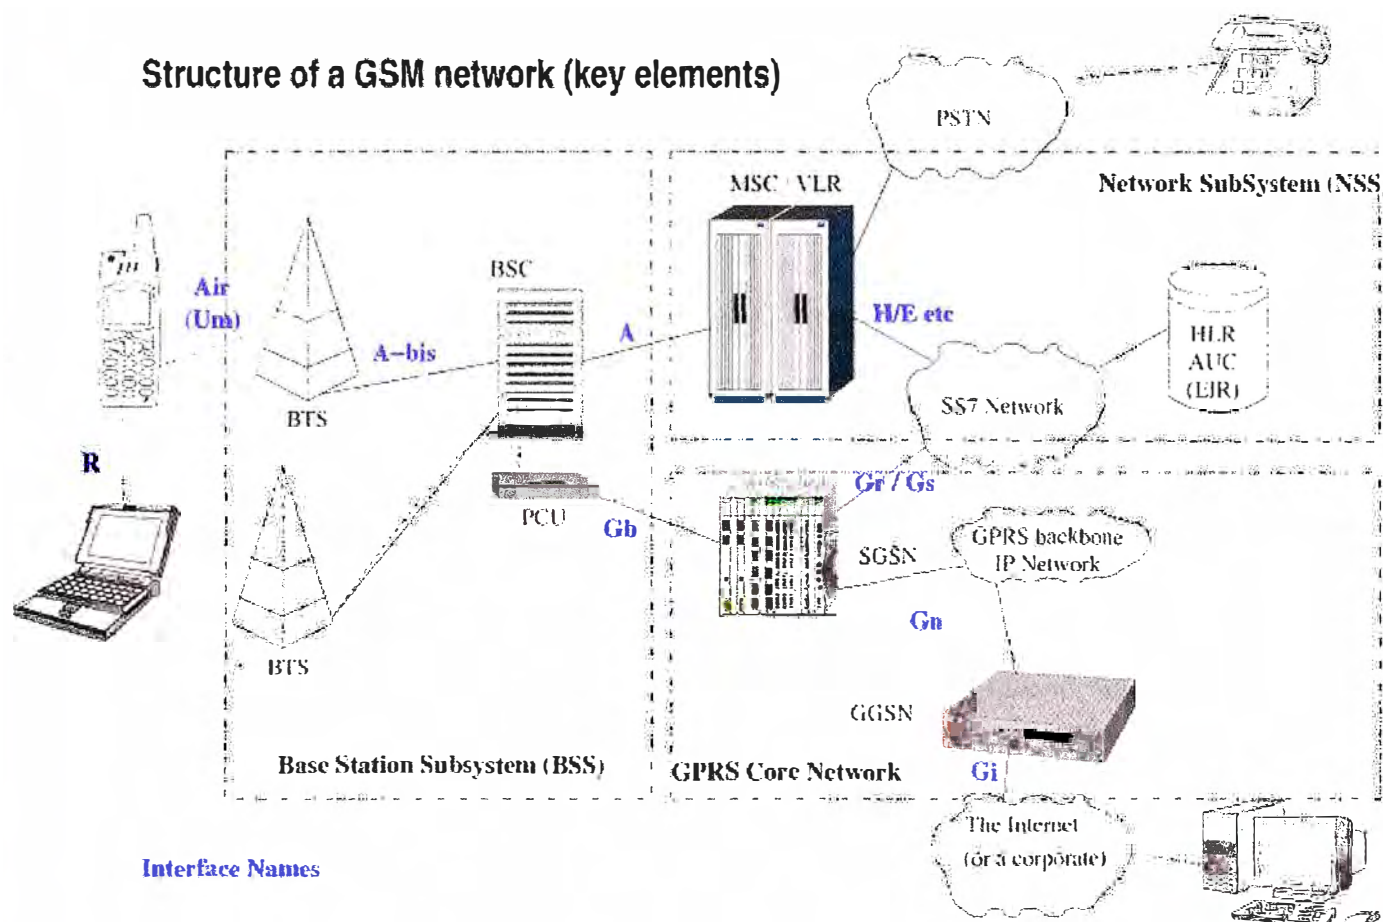 Structure of a GSM network (key elements)
PSTN
MSC VLR
Network SubSystem (NSS
BSC
Air
(Um)
A-bis
A
H/E etc
HLR
AUC
(EIR)
BTS
SS7 Network
R
Gr / Gs
PCU
Gb
SGSN
GPRS backbone
IP Network
Gn
BTS
GGSN
Base Station Subsystem (BSS)
GPRS Core Network
Gi
The Internet
(or a corporate)
Interface Names